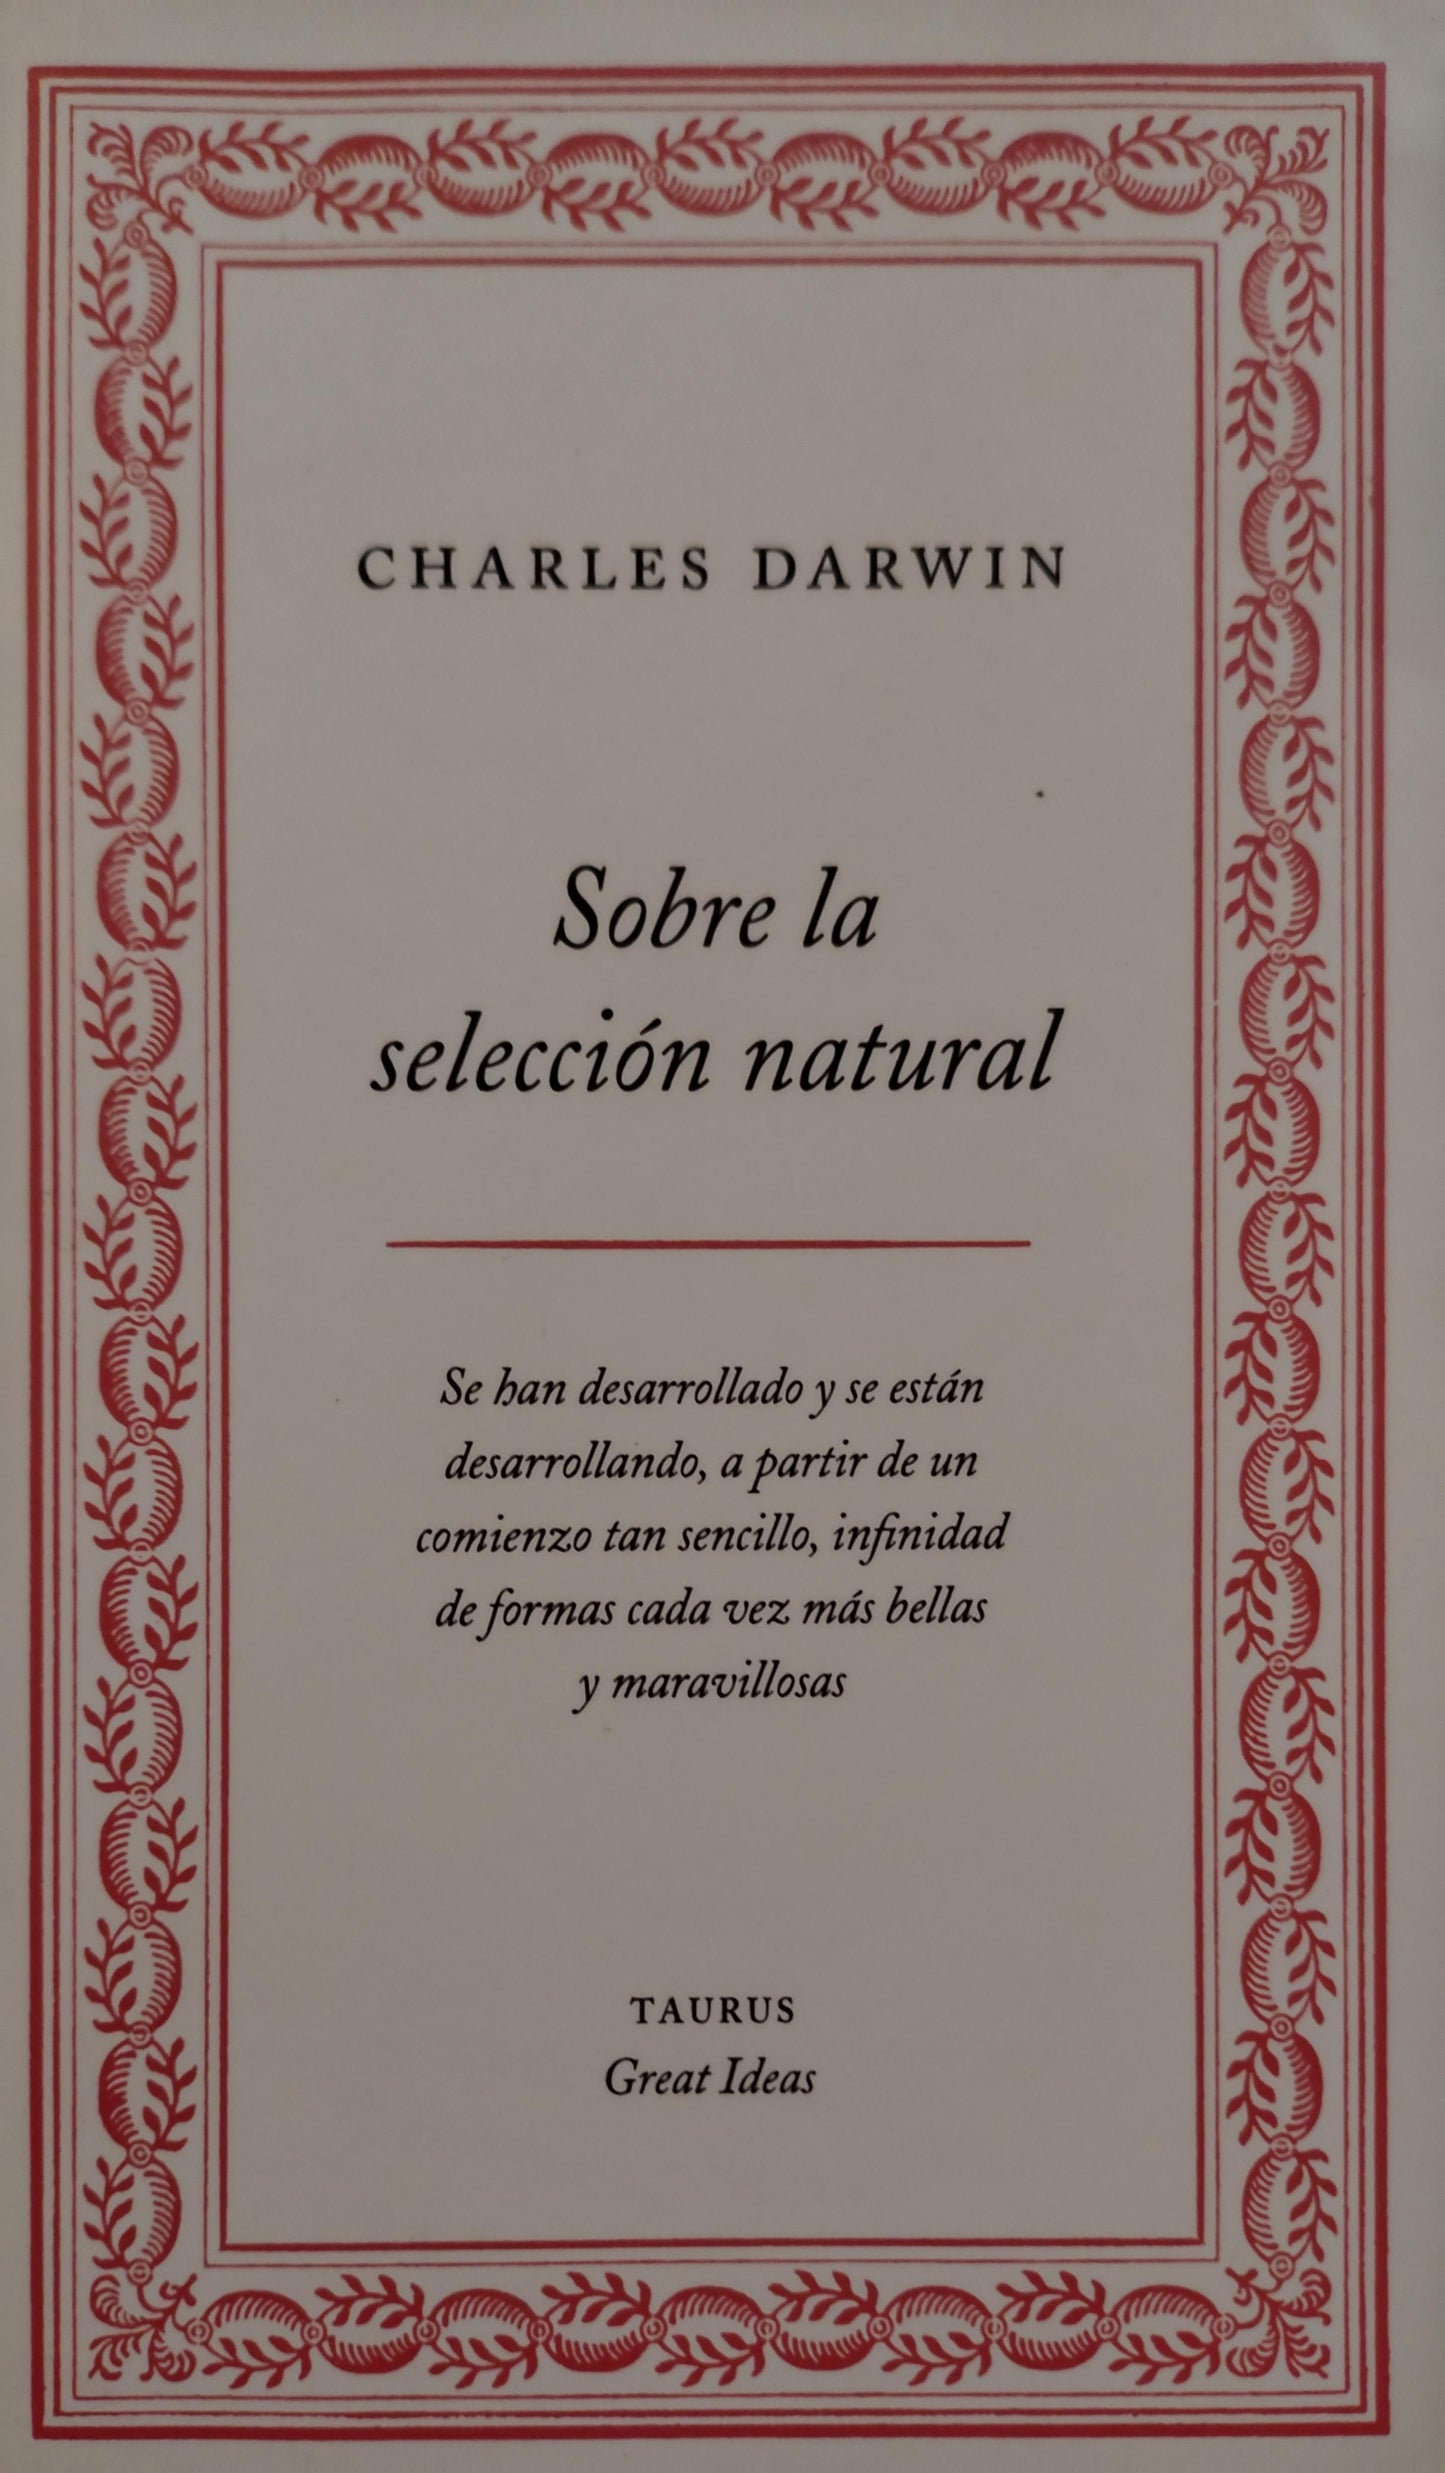 CHARLES DARWIN
Sobre la
selección natural
Se han desarrollado y se están
desarrollando, a partir de un
comienzo tan sencillo, infinidad
de formas cada vez más bellas
y maravillosas
TAURUS
Great Ideas